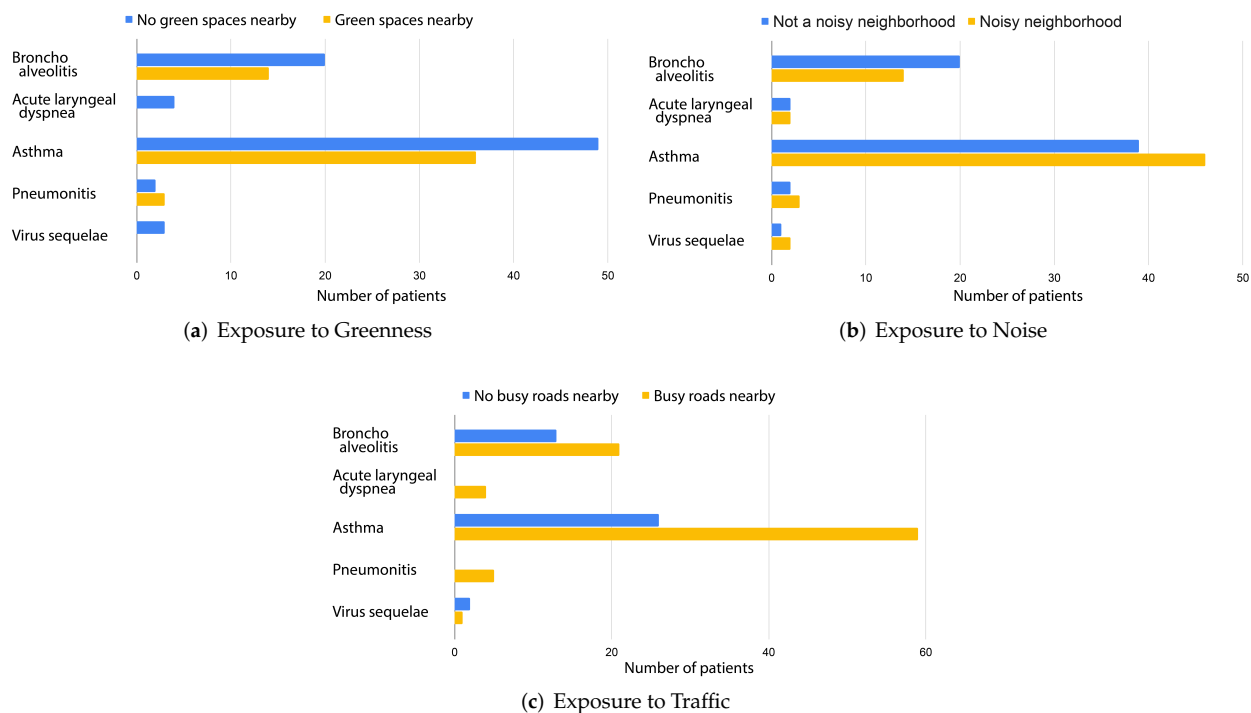 No green spaces nearby Green spaces nearby
Broncho
alveolitis
Acute laryngeal
dyspnea
Asthma
Pneumonitis
Virus sequelae
0 10 20 30 40 50
Number of patients
(a) Exposure to Greenness
Not a noisy neighborhood Noisy neighborhood
Broncho
alveolitis
Acute laryngeal
dyspnea
Asthma
Pneumonitis
Virus sequelae
0 10 20 30 40 50
Number of patients
(b) Exposure to Noise
No busy roads nearby Busy roads nearby
Broncho
alveolitis
Acute laryngeal
dyspnea
Asthma
Pneumonitis
Virus sequelae
0 20 40 60
Number of patients
(c) Exposure to Traffic